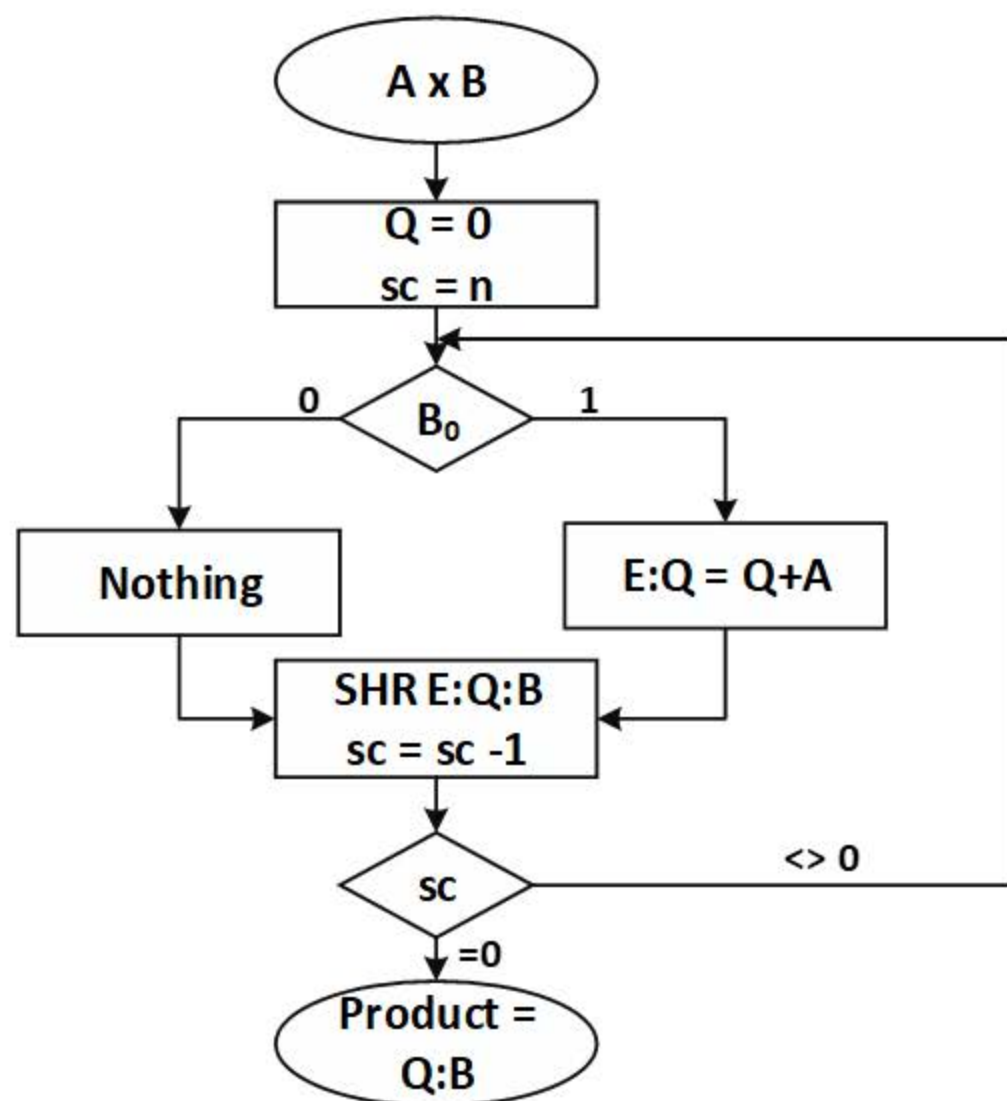 A x B
Q = 0
sc = n
0
B₀
1
Nothing
E:Q = Q+A
SHR E:Q:B
sc = sc -1
sc
<> 0
=0
Product =
Q:B